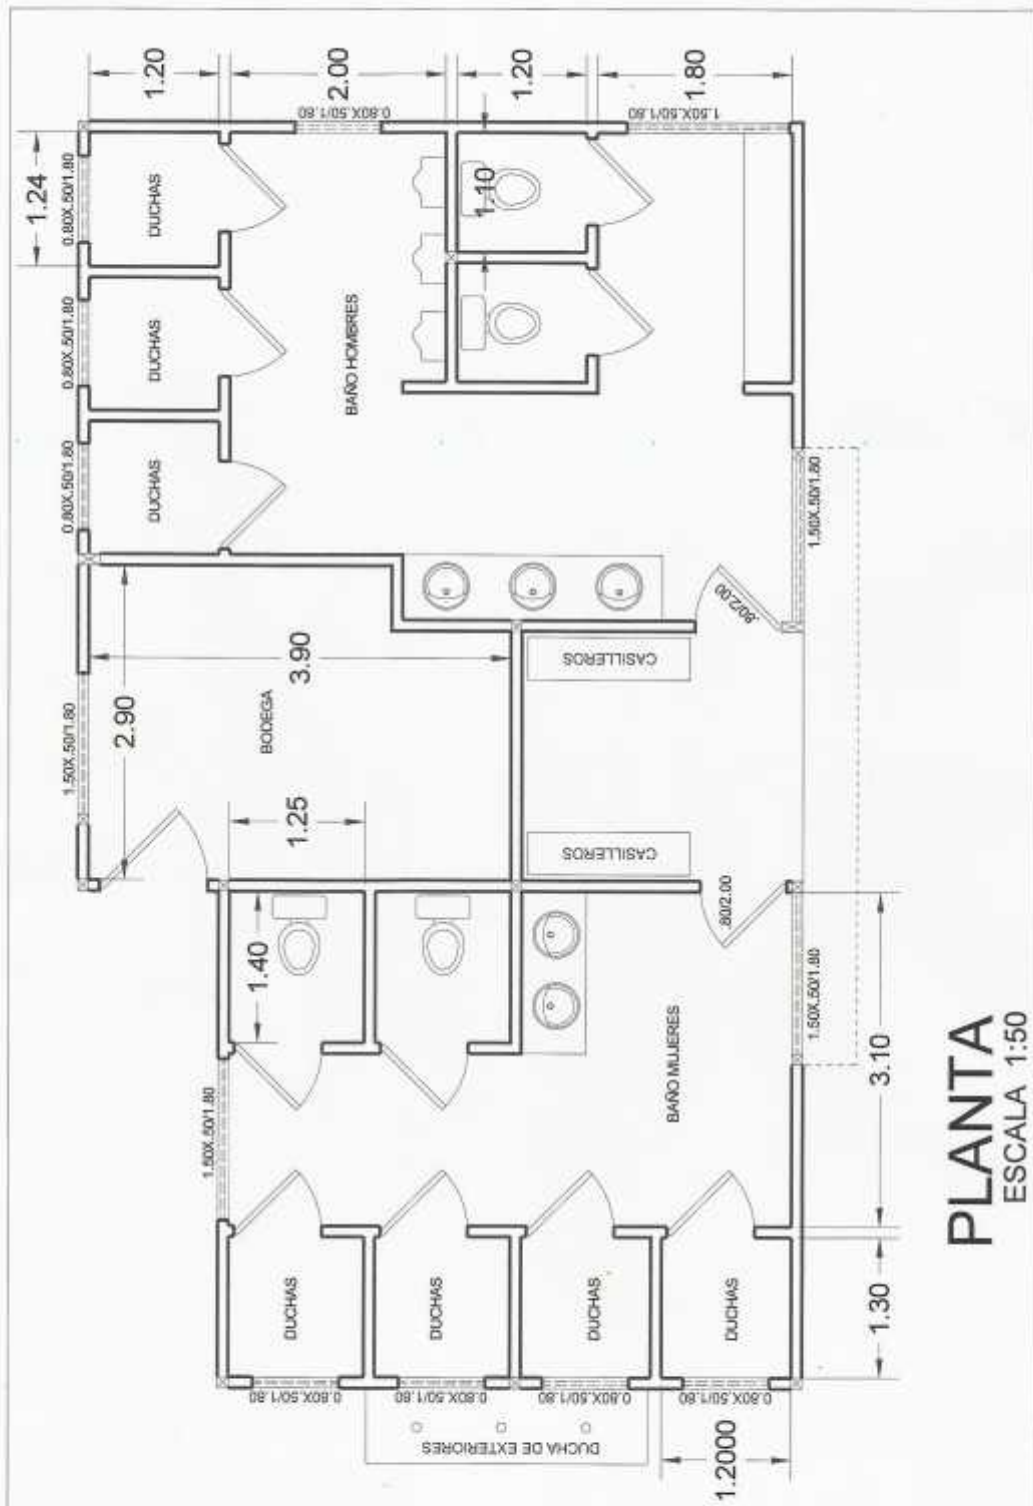 1.20
2.00
1.20
1.80
1.24
0.80X.50/1.80
1.50X.50/1.80
0.80X.50/1.80
0.80X.50/1.80
0.80X.50/1.80
DUCHAS
DUCHAS
DUCHAS
1.10
BAÑO HOMBRES
1.50X.50/1.80
.80/2.00
CASILLEROS
3.90
2.90
BODEGA
1.50X.50/1.80
1.25
CASILLEROS
.80/2.00
1.40
1.50X.50/1.80
BAÑO MUJERES
3.10
1.50X.50/1.80
DUCHAS
DUCHAS
DUCHAS
DUCHAS
1.30
0.80X.50/1.80
0.80X.50/1.80
0.80X.50/1.80
0.80X.50/1.80
DUCHA DE EXTERIORES
1.2000
PLANTA
ESCALA 1:50